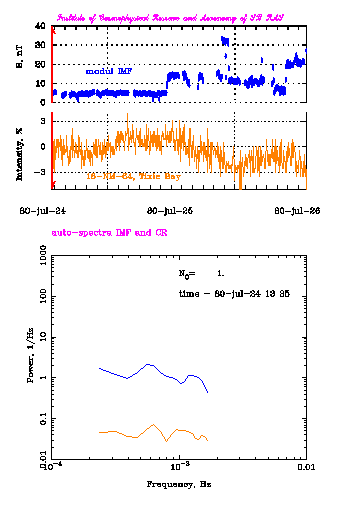 Institute of Cosmophysical Research and Aeronomy of SB RAS
40
30
20
10
0
H, nT
modul IMF
3
0
-3
Intensity, %
80-jul-24 80-jul-25 80-jul-26
auto-spectra IMF and CR
1000
100
10
1
0.1
0.01
Power, 1/Hz
N0= 1.
time - 80-jul-24 13 35
10-4 10-3 0.01
Frequency, Hz